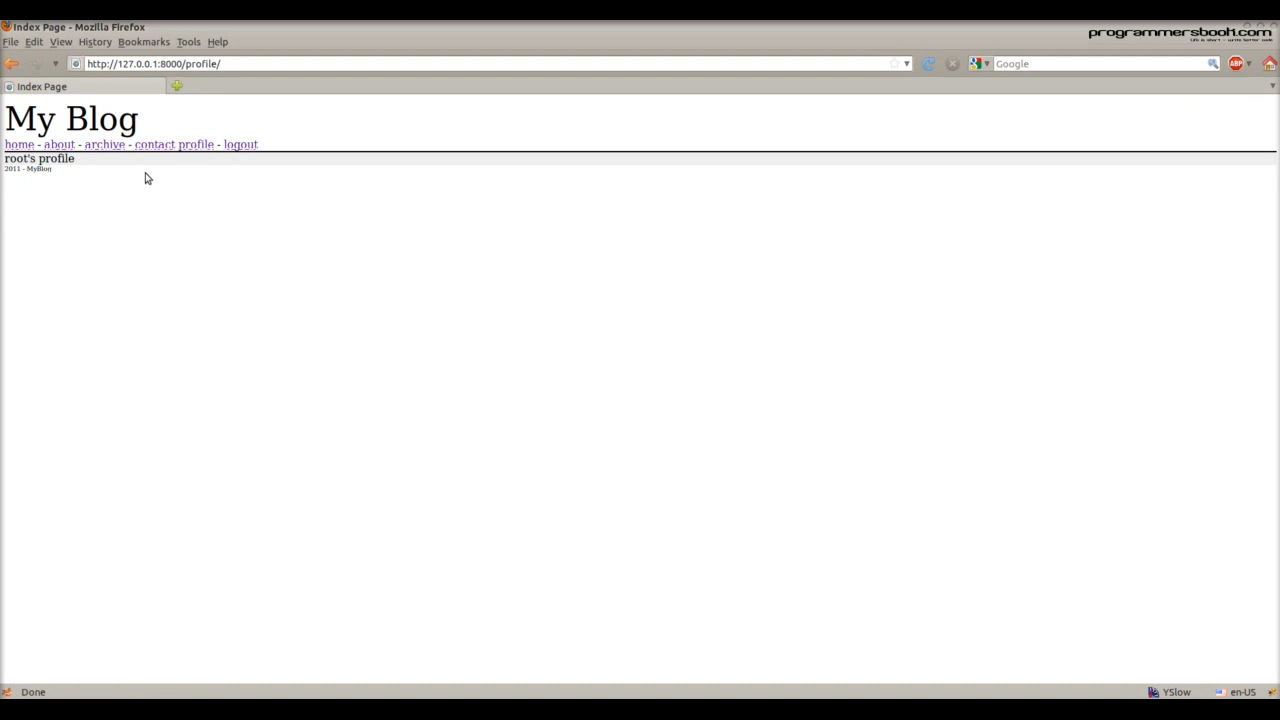 Index Page - Mozilla Firefox
File Edit View History Bookmarks Tools Help
programmersbook.com
http://127.0.0.1:8000/profile/
Google
ABP
Index Page
My Blog
home - about - archive - contact profile - logout
root's profile
2011 - MyBlog
Done
YSlow
en-US